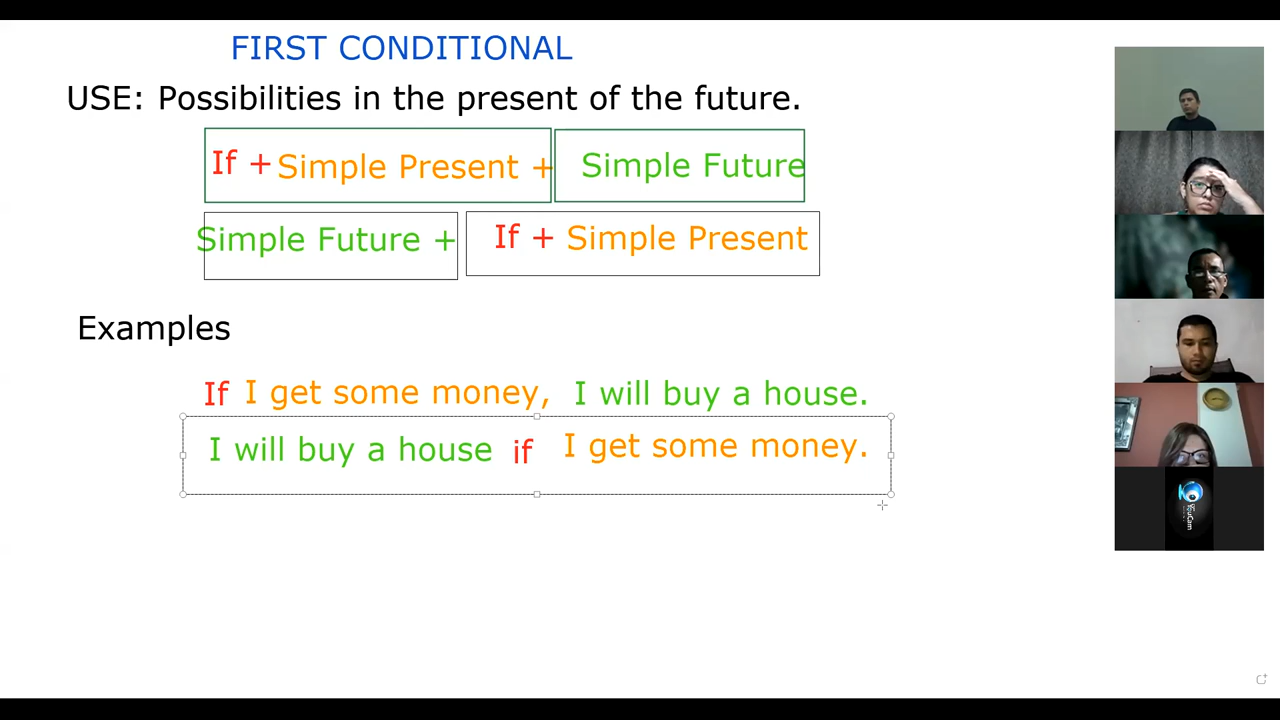 FIRST CONDITIONAL
USE: Possibilities in the present of the future.
If + Simple Present + Simple Future
Simple Future + If + Simple Present
Examples
If I get some money, I will buy a house.
I will buy a house if I get some money.
YouCam